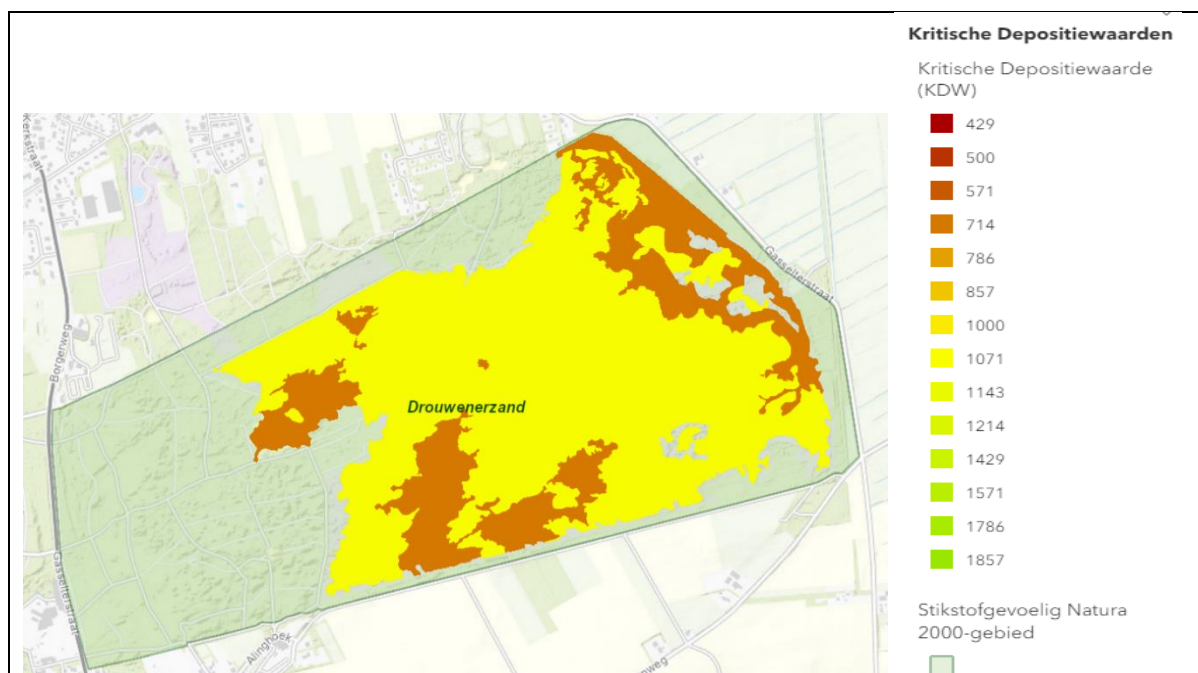 Kritische Depositiewaarden
Kritische Depositiewaarde
(KDW)
429
500
571
714
786
857
1000
1071
1143
1214
1429
1571
1786
1857
Stikstofgevoelig Natura
2000-gebied
Kerkstraat
Borgerweg
Gasselterstraat
Drouwenerzand
Gasselterstraat
Alinghoek